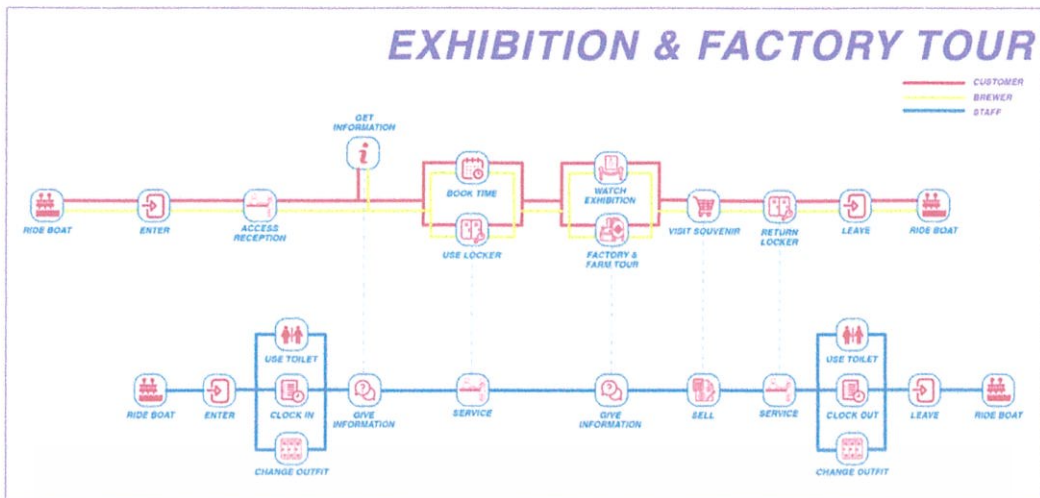 EXHIBITION & FACTORY TOUR
CUSTOMER
BREWER
STAFF
GET
INFORMATION
i
BOOK TIME
WATCH
EXHIBITION
RIDE BOAT
ENTER
ACCESS
RECEPTION
USE LOCKER
FACTORY &
FARM TOUR
VISIT SOUVENIR
RETURN
LOCKER
LEAVE
RIDE BOAT
USE TOILET
USE TOILET
RIDE BOAT
ENTER
CLOCK IN
GIVE
INFORMATION
SERVICE
GIVE
INFORMATION
SELL
SERVICE
CLOCK OUT
LEAVE
RIDE BOAT
CHANGE OUTFIT
CHANGE OUTFIT